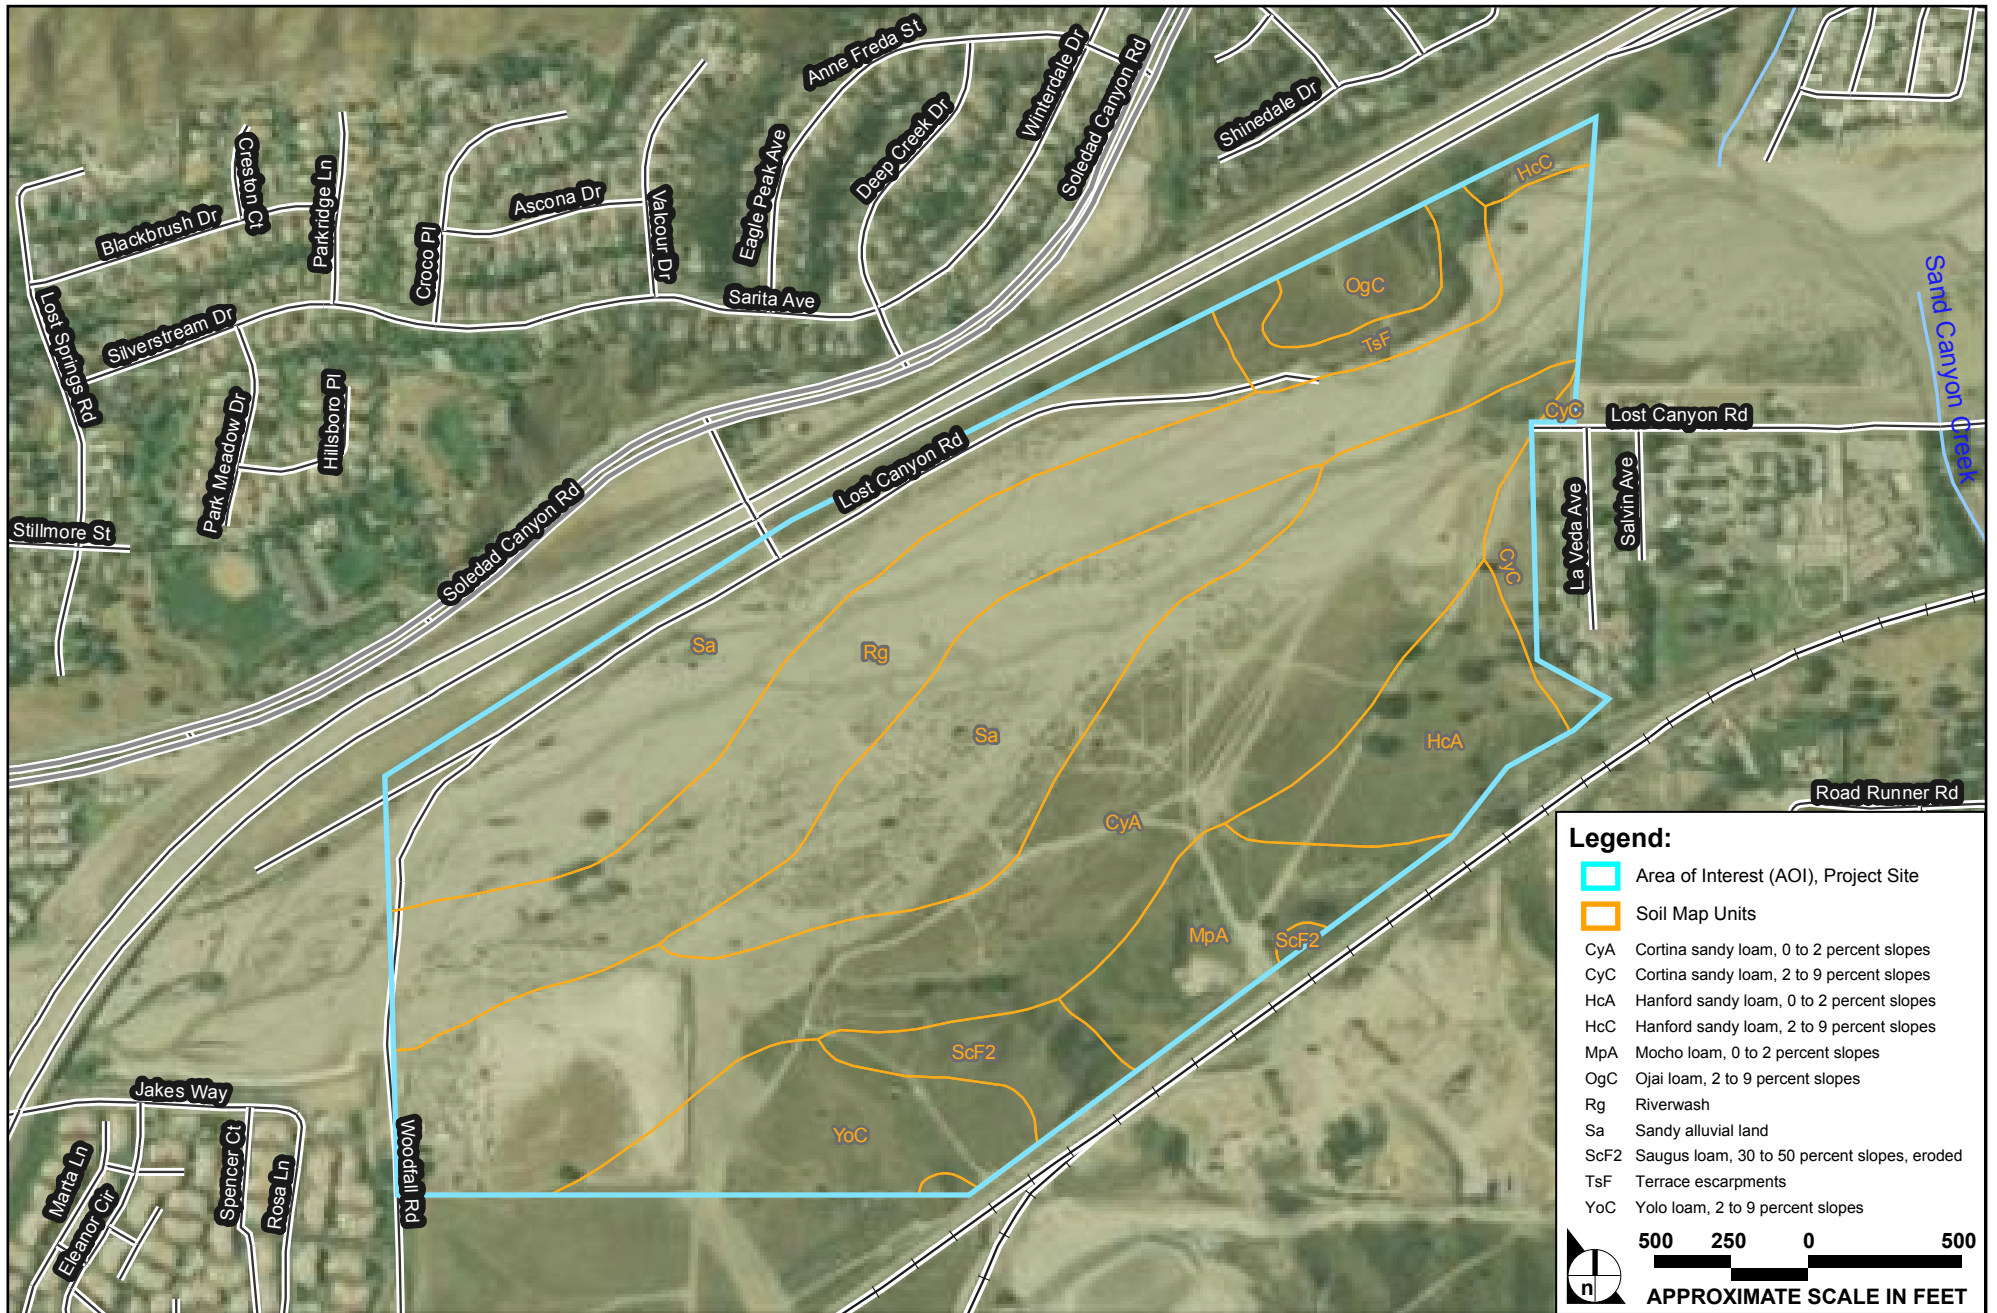 Anne Freda St
Winterdale Dr
Soledad Canyon Rd
Shinedale Dr
Deep Creek Dr
Eagle Peak Ave
Creston Ct
Parkridge Ln
Blackbrush Dr
Croco Pl
Ascona Dr
Valcour Dr
Sarita Ave
Lost Springs Rd
Silverstream Dr
Park Meadow Dr
Hillsboro Pl
Stillmore St
Soledad Canyon Rd
Lost Canyon Rd
HcC
OgC
TsF
CyC
Lost Canyon Rd
Sand Canyon Creek
La Veda Ave
Salvin Ave
CyC
Sa
Rg
Sa
HcA
CyA
MpA
ScF2
ScF2
YoC
Road Runner Rd
Jakes Way
Marta Ln
Eleanor Cir
Spencer Ct
Rosa Ln
Woodfall Rd
Legend:
Area of Interest (AOI), Project Site
Soil Map Units
CyA Cortina sandy loam, 0 to 2 percent slopes
CyC Cortina sandy loam, 2 to 9 percent slopes
HcA Hanford sandy loam, 0 to 2 percent slopes
HcC Hanford sandy loam, 2 to 9 percent slopes
MpA Mocho loam, 0 to 2 percent slopes
OgC Ojai loam, 2 to 9 percent slopes
Rg Riverwash
Sa Sandy alluvial land
ScF2 Saugus loam, 30 to 50 percent slopes, eroded
TsF Terrace escarpments
YoC Yolo loam, 2 to 9 percent slopes
500 250 0 500
n
APPROXIMATE SCALE IN FEET